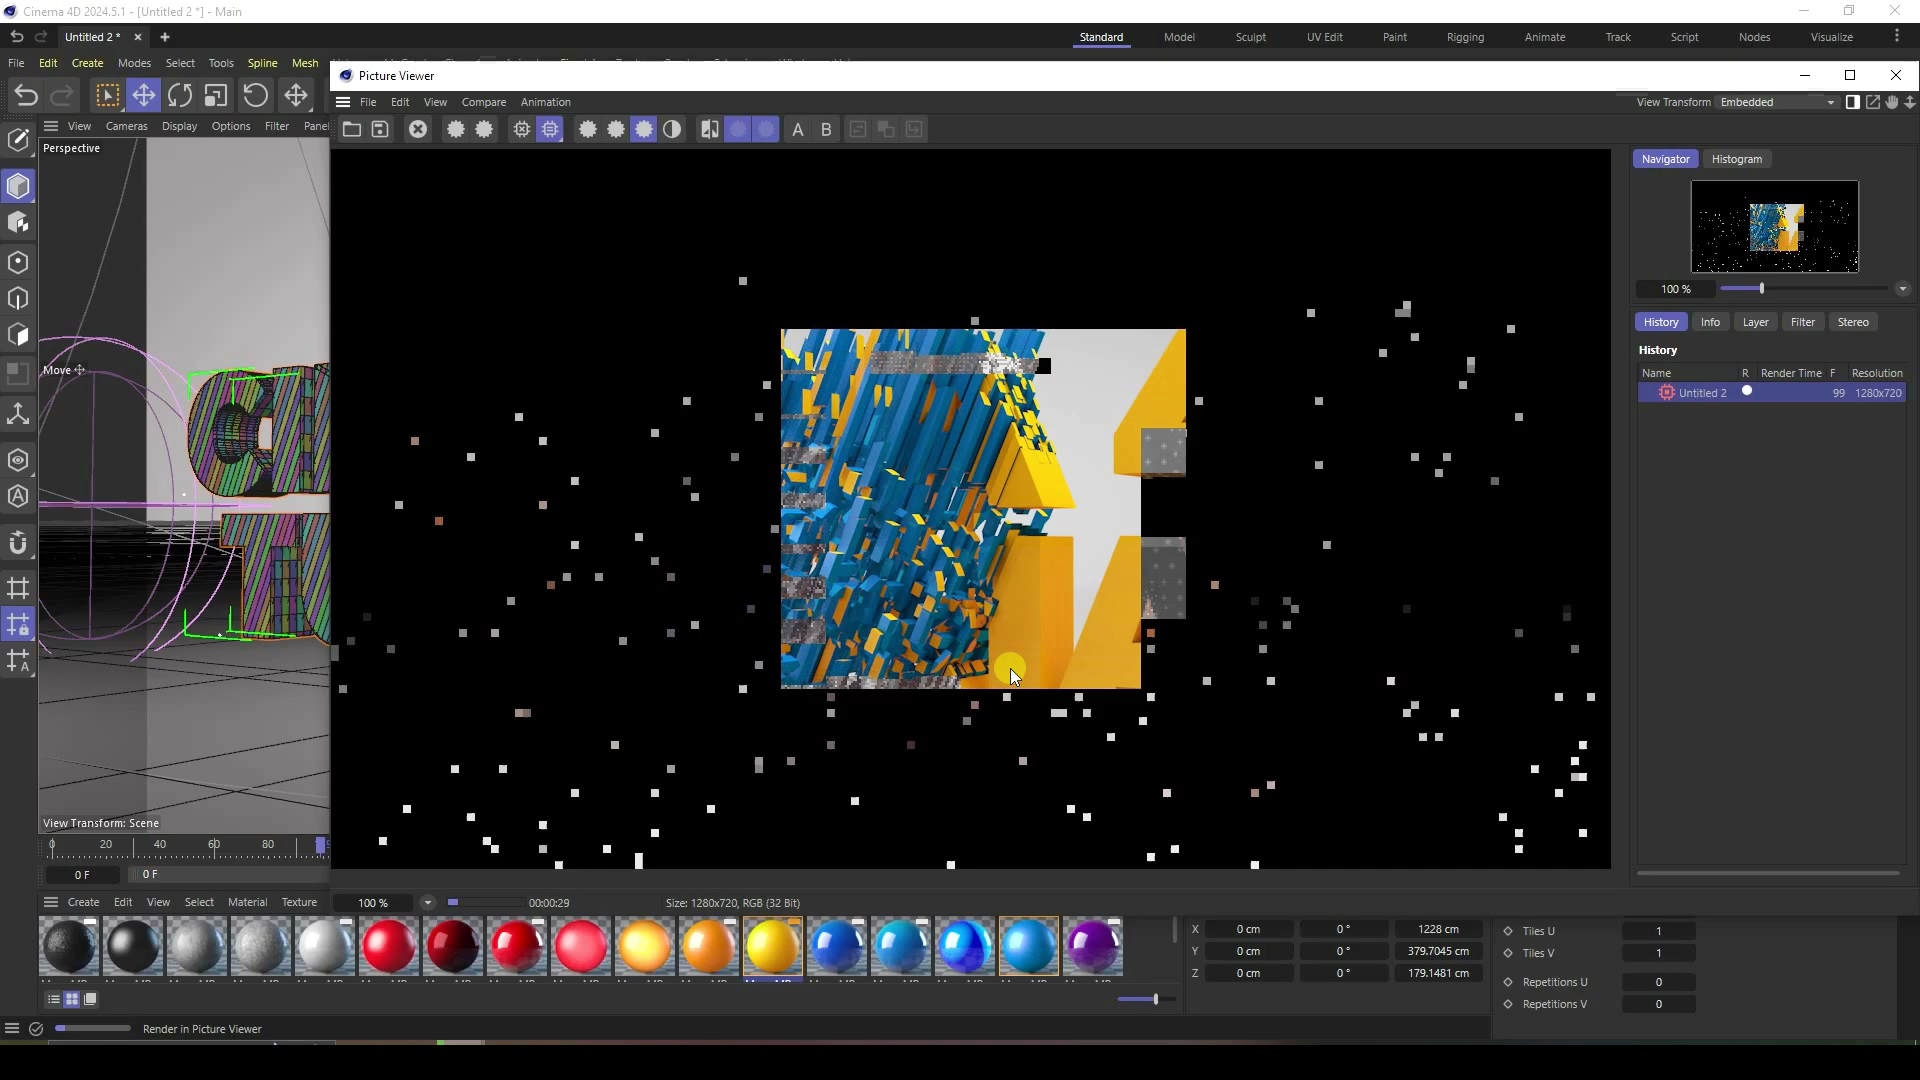 Cinema 4D 2024.5.1 - [Untitled 2 *] - Main
Untitled 2 *
Standard Model Sculpt UV Edit Paint Rigging Animate Track Script Nodes Visualize
File Edit Create Modes Select Tools Spline Mesh
Picture Viewer
File Edit View Compare Animation
View Transform Embedded
View Cameras Display Options Filter Panel
A B
Perspective
Navigator Histogram
100 %
History Info Layer Filter Stereo
History
Name R Render Time F Resolution
Untitled 2 99 1280x720
Move
View Transform: Scene
0 20 40 60 80
0 F 0 F
Create Edit View Select Material Texture
100 % 00:00:29 Size: 1280x720, RGB (32 Bit)
X 0 cm 0 ° 1228 cm
Y 0 cm 0 ° 379.7045 cm
Z 0 cm 0 ° 179.1481 cm
Tiles U 1
Tiles V 1
Repetitions U 0
Repetitions V 0
Render in Picture Viewer